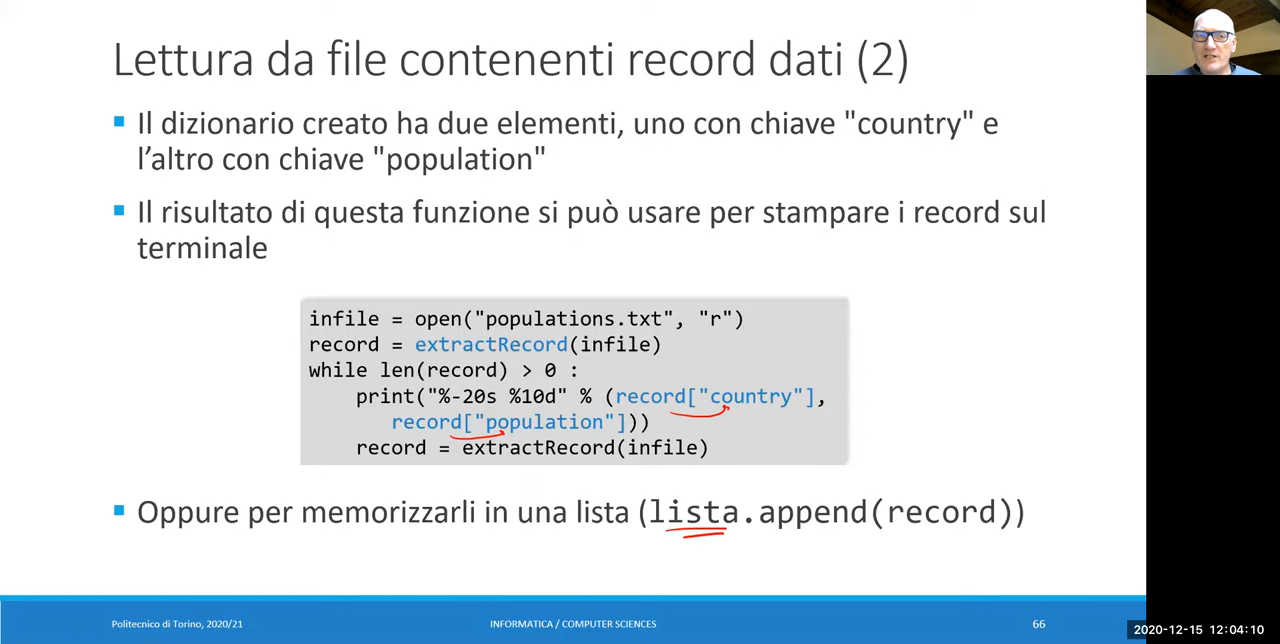 Lettura da file contenenti record dati (2)
▪ Il dizionario creato ha due elementi, uno con chiave "country" e
l’altro con chiave "population"
▪ Il risultato di questa funzione si può usare per stampare i record sul
terminale
infile = open("populations.txt", "r")
record = extractRecord(infile)
while len(record) > 0 :
    print("%-20s %10d" % (record["country"],
       record["population"]))
    record = extractRecord(infile)
▪ Oppure per memorizzarli in una lista (lista.append(record))
Politecnico di Torino, 2020/21
INFORMATICA / COMPUTER SCIENCES
66
2020-12-15 12:04:10